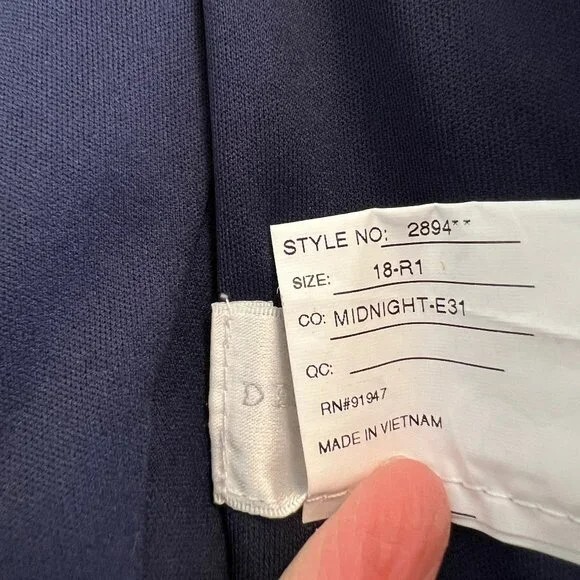 STYLE NO: 2894**
SIZE: 18-R1
CO: MIDNIGHT-E31
QC:
RN#91947
MADE IN VIETNAM
D